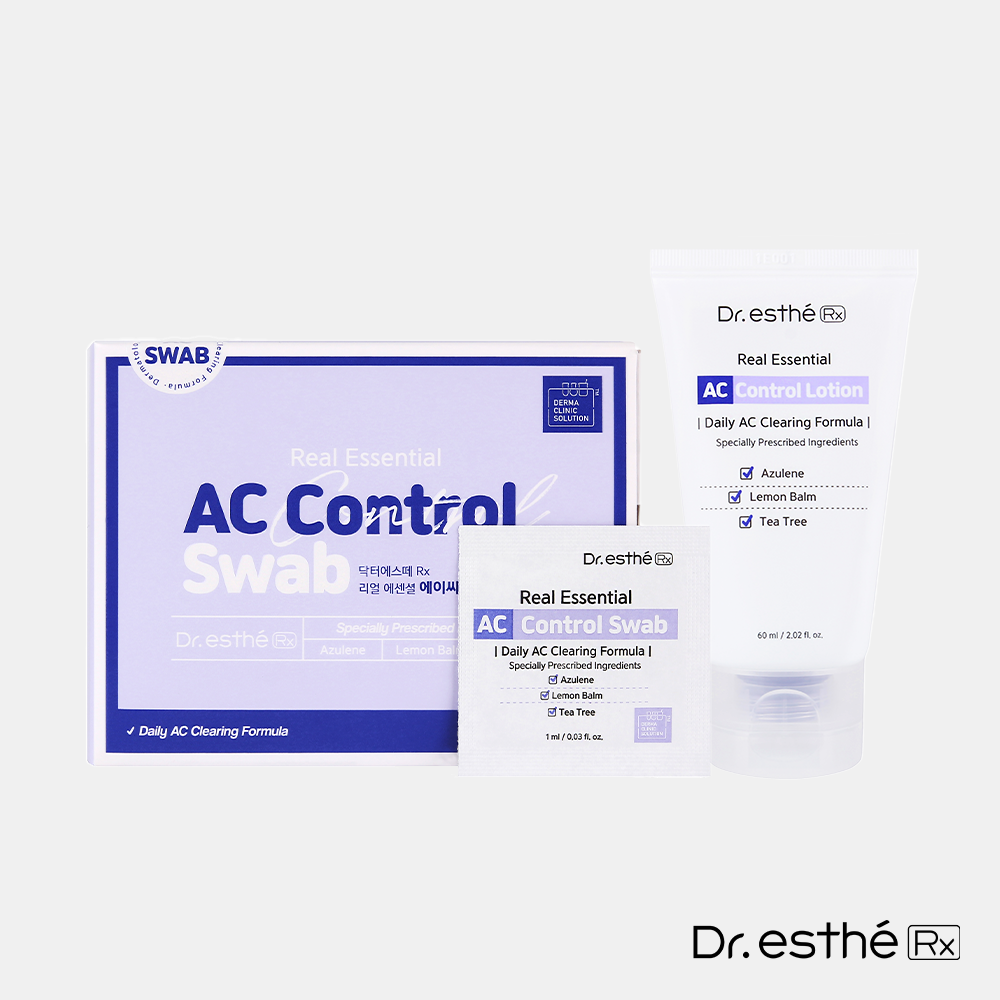 SWAB
DERMA
CLINIC
SOLUTION
Real Essential
AC Control
Control
Swab
닥터에스떼 Rx
리얼 에센셜 에이씨
Dr.esthé Rx
Specially Prescribed
Azulene
Lemon Balm
✓ Daily AC Clearing Formula
Dr.esthé Rx
Real Essential
AC Control Swab
| Daily AC Clearing Formula |
Specially Prescribed Ingredients
Azulene
Lemon Balm
Tea Tree
DERMA
CLINIC
SOLUTION
1 ml / 0.03 fl. oz.
Dr.esthé Rx
Real Essential
AC Control Lotion
| Daily AC Clearing Formula |
Specially Prescribed Ingredients
Azulene
Lemon Balm
Tea Tree
60 ml / 2.02 fl. oz.
Dr.esthé Rx